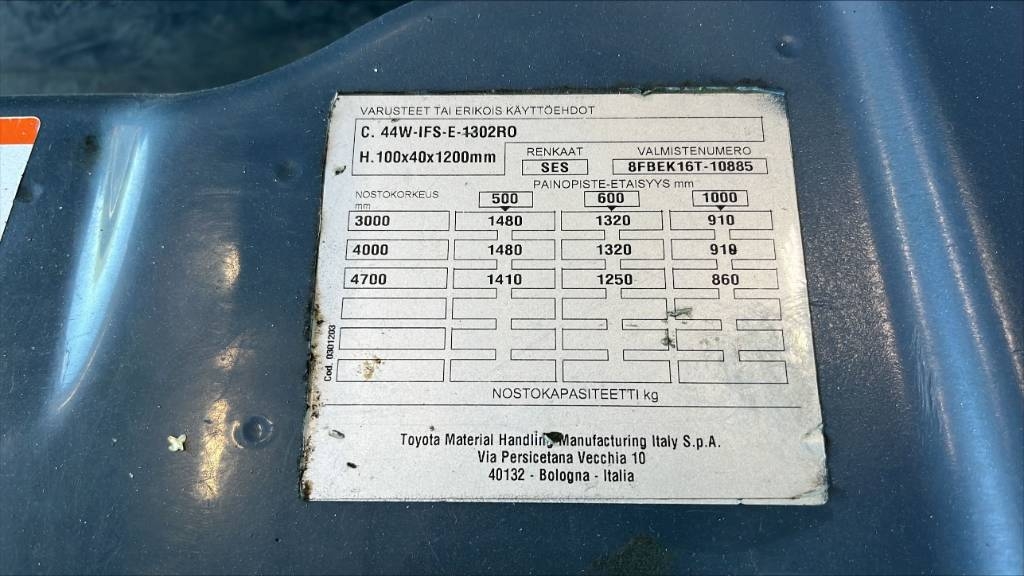 VARUSTEET TAI ERIKOIS KÄYTTÖEHDOT
C. 44W-IFS-E-1302RO
H.100x40x1200mm
RENKAAT VALMISTENUMERO
SES 8FBEK16T-10885
PAINOPISTE-ETAISYYS mm
NOSTOKORKEUS mm 500 600 1000
3000 1480 1320 910
4000 1480 1320 910
4700 1410 1250 860
Cod. 0301203
NOSTOKAPASITEETTI kg
Toyota Material Handling Manufacturing Italy S.p.A.
Via Persicetana Vecchia 10
40132 - Bologna - Italia